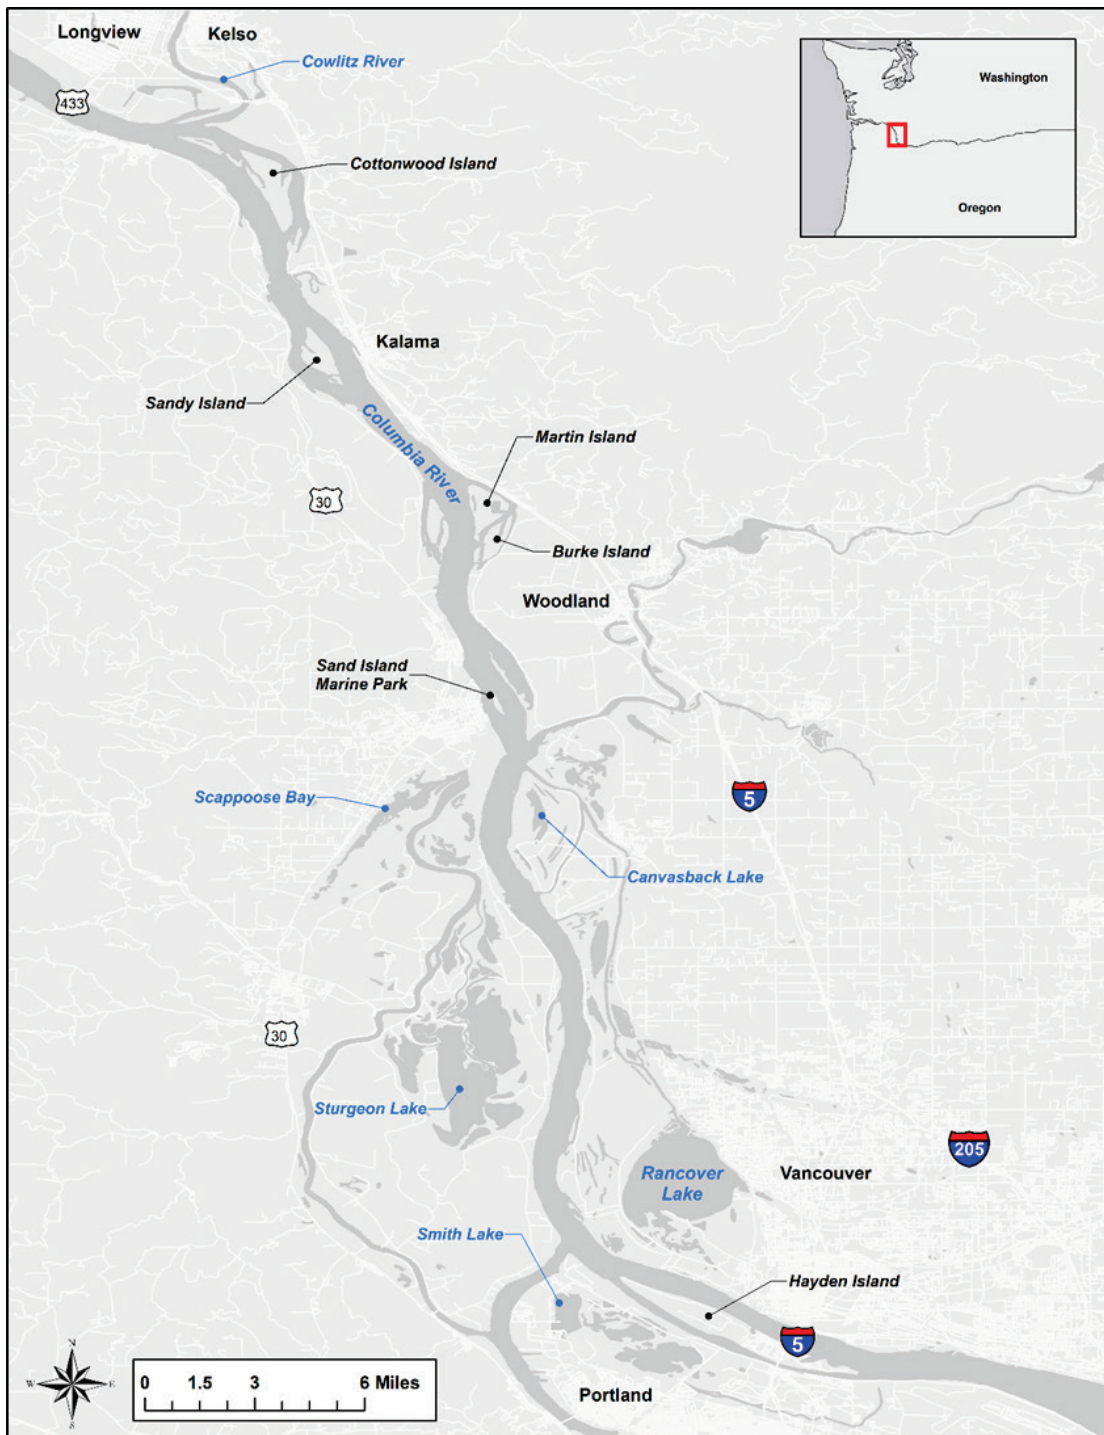 Longview
Kelso
Cowlitz River
433
Washington
Oregon
Cottonwood Island
Kalama
Sandy Island
Columbia River
Martin Island
30
Burke Island
Woodland
Sand Island
Marine Park
Scappoose Bay
5
Canvasback Lake
30
Sturgeon Lake
205
Rancover
Lake
Vancouver
Smith Lake
Hayden Island
5
N
W
E
S
0
1.5
3
6 Miles
Portland